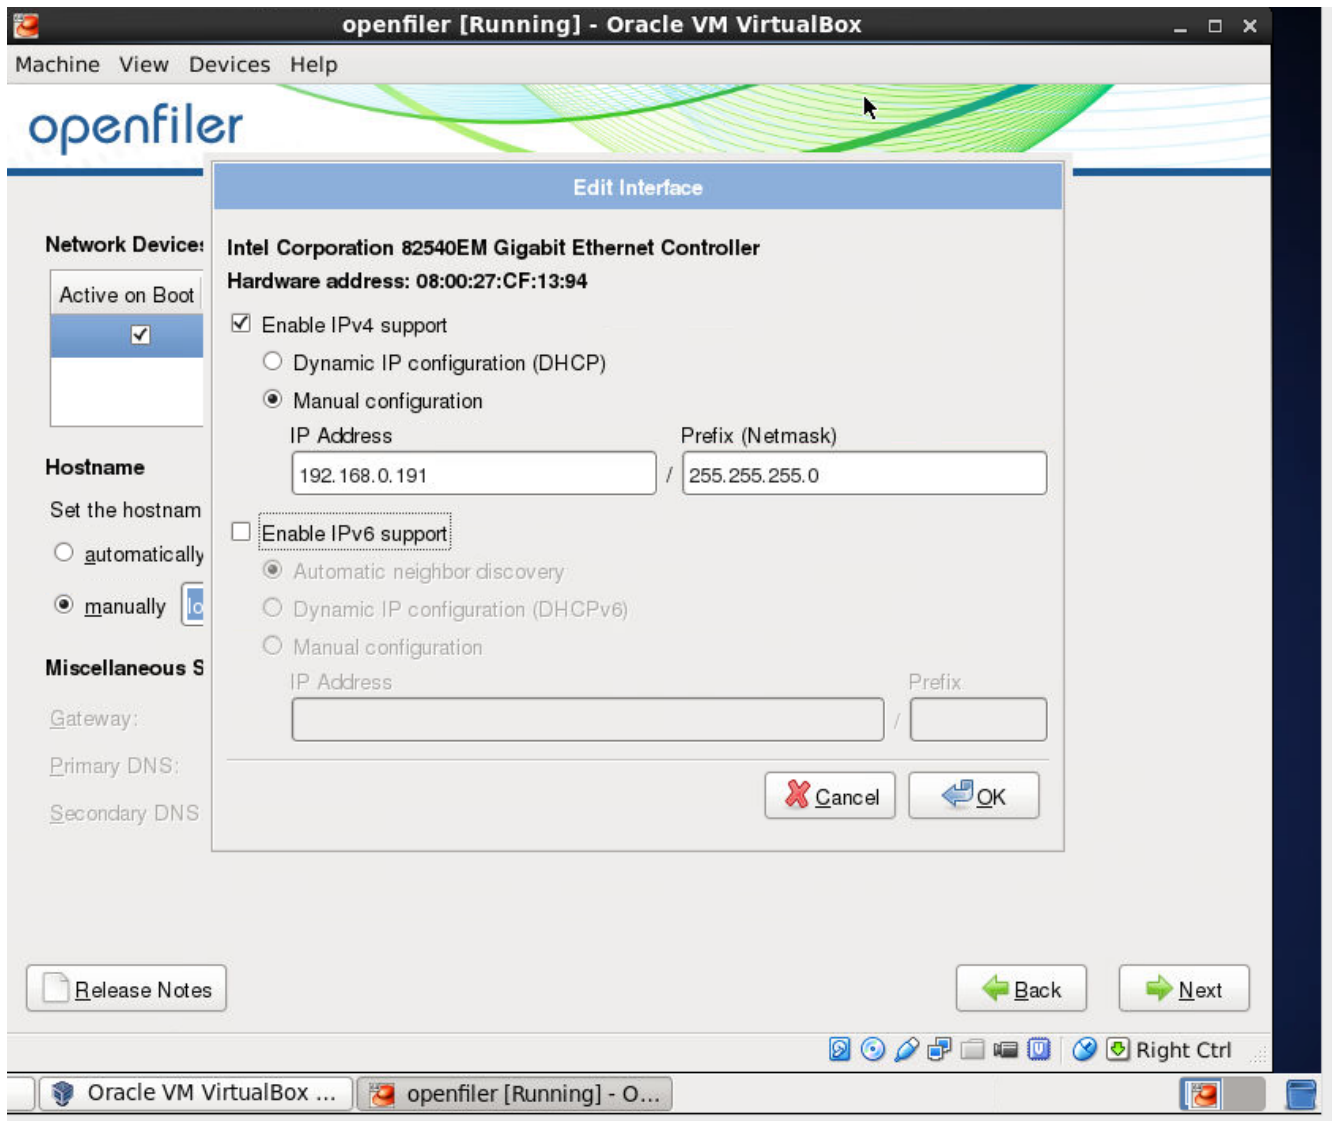 openfiler [Running] - Oracle VM VirtualBox
Machine View Devices Help
openfiler
Edit Interface
Network Devices
Intel Corporation 82540EM Gigabit Ethernet Controller
Hardware address: 08:00:27:CF:13:94
Active on Boot
Enable IPv4 support
Dynamic IP configuration (DHCP)
Manual configuration
IP Address Prefix (Netmask)
192.168.0.191 / 255.255.255.0
Hostname
Set the hostnam
Enable IPv6 support
automatically
Automatic neighbor discovery
manually lo
Dynamic IP configuration (DHCPv6)
Manual configuration
Miscellaneous S
IP Address Prefix
Gateway:
/
Primary DNS:
Secondary DNS
Cancel OK
Release Notes Back Next
Right Ctrl
Oracle VM VirtualBox ... openfiler [Running] - O...